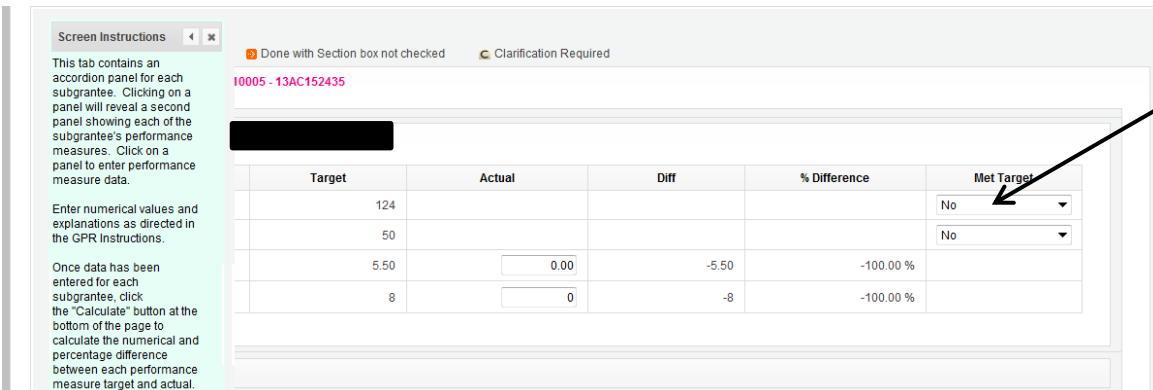 Screen Instructions
This tab contains an
accordion panel for each
subgrantee. Clicking on a
panel will reveal a second
panel showing each of the
subgrantee's performance
measures. Click on a
panel to enter performance
measure data.
Enter numerical values and
explanations as directed in
the GPR Instructions.
Once data has been
entered for each
subgrantee, click
the "Calculate" button at the
bottom of the page to
calculate the numerical and
percentage difference
between each performance
measure target and actual.
Done with Section box not checked C Clarification Required
10005 - 13AC152435
Target Actual Diff % Difference Met Target
124 No
50 No
5.50 0.00 -5.50 -100.00 %
8 0 -8 -100.00 %